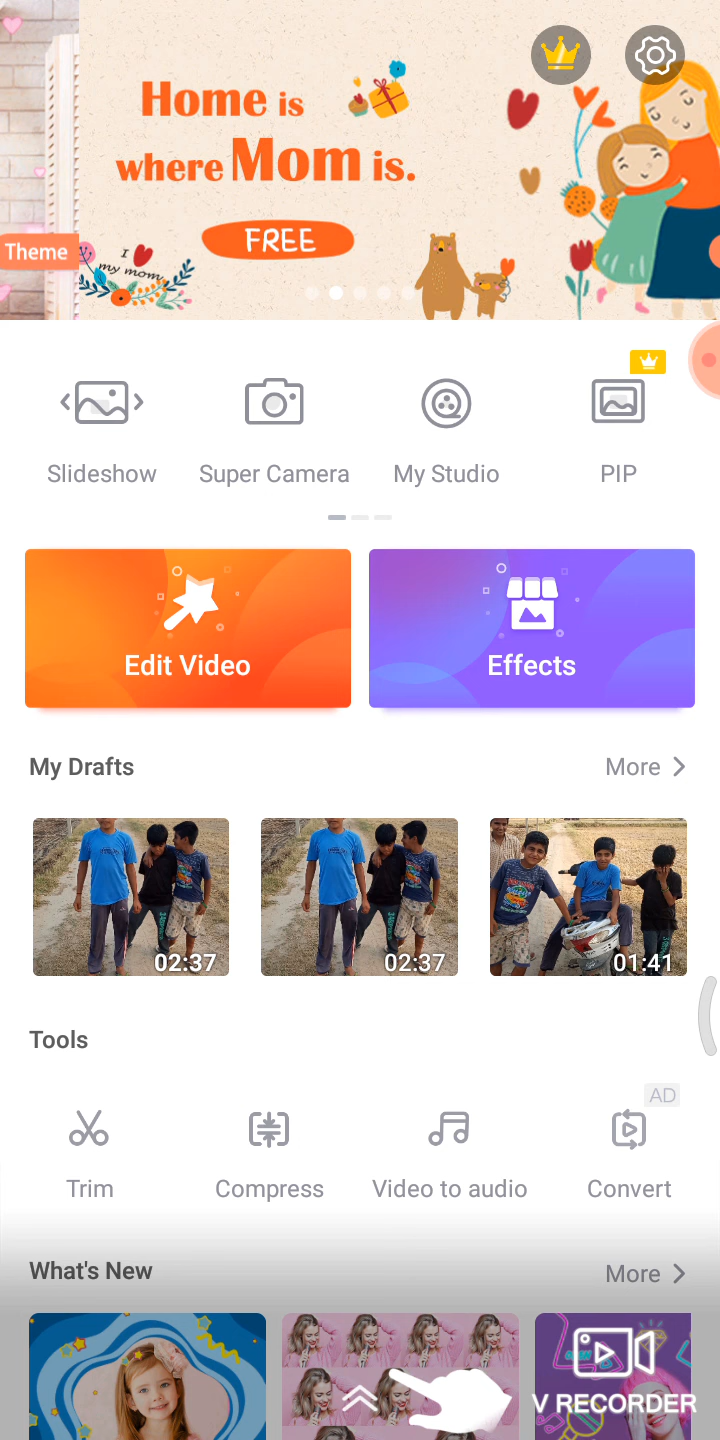 Home is
where Mom is.
FREE
Theme
I
my mom
Slideshow
Super Camera
My Studio
PIP
Edit Video
Effects
My Drafts
More
02:37
02:37
01:41
Tools
AD
Trim
Compress
Video to audio
Convert
What's New
More
V RECORDER